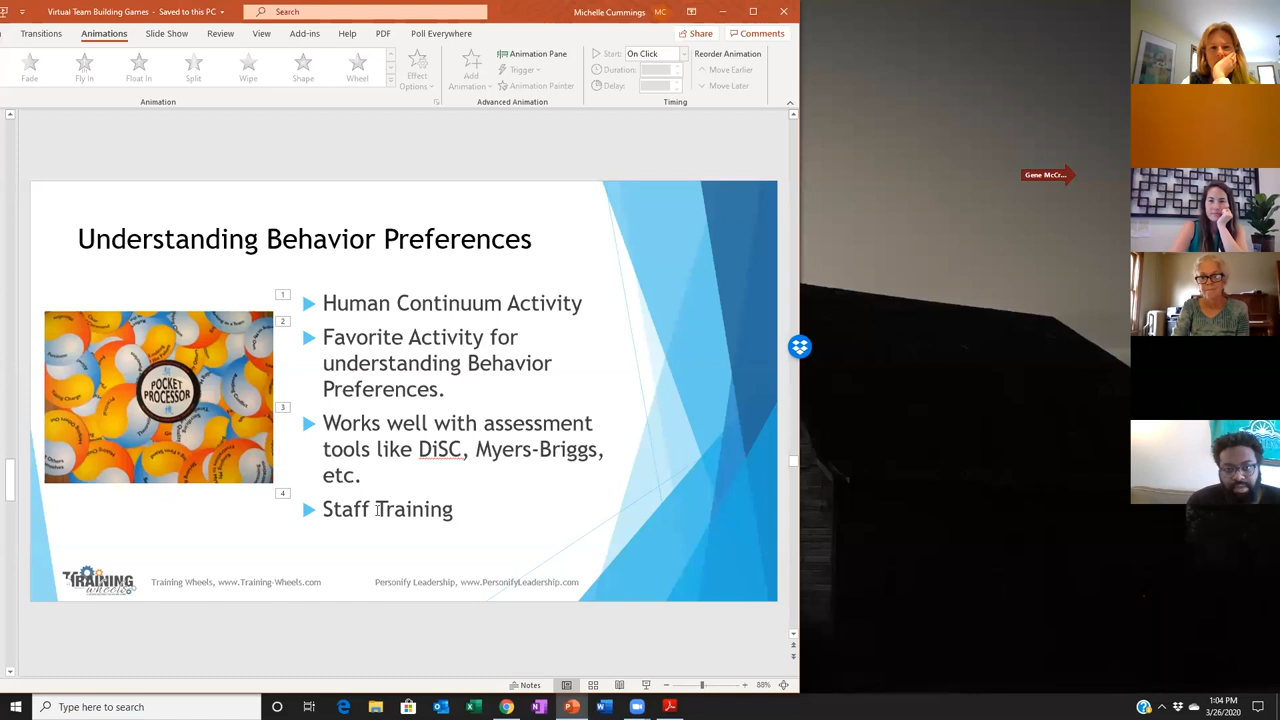 Virtual Team Building Games - Saved to this PC
Search
Michelle Cummings
MC
Transitions
Animations
Slide Show
Review
View
Add-ins
Help
PDF
Poll Everywhere
Share
Comments
Fade
Fly In
Float In
Split
Wipe
Shape
Wheel
Effect
Options
Add
Animation
Animation Pane
Trigger
Animation Painter
Start:
On Click
Duration:
Delay:
Reorder Animation
Move Earlier
Move Later
Animation
Advanced Animation
Timing
Gene McCr...
Understanding Behavior Preferences
1
Human Continuum Activity
2
Favorite Activity for
understanding Behavior
Preferences.
3
Works well with assessment
tools like DiSC, Myers-Briggs,
etc.
4
Staff Training
POCKET
PROCESSOR
TRAINING
wheels
Training Wheels, www.Training-Wheels.com
Personify Leadership, www.PersonifyLeadership.com
Notes
88%
Type here to search
1:04 PM
3/26/2020